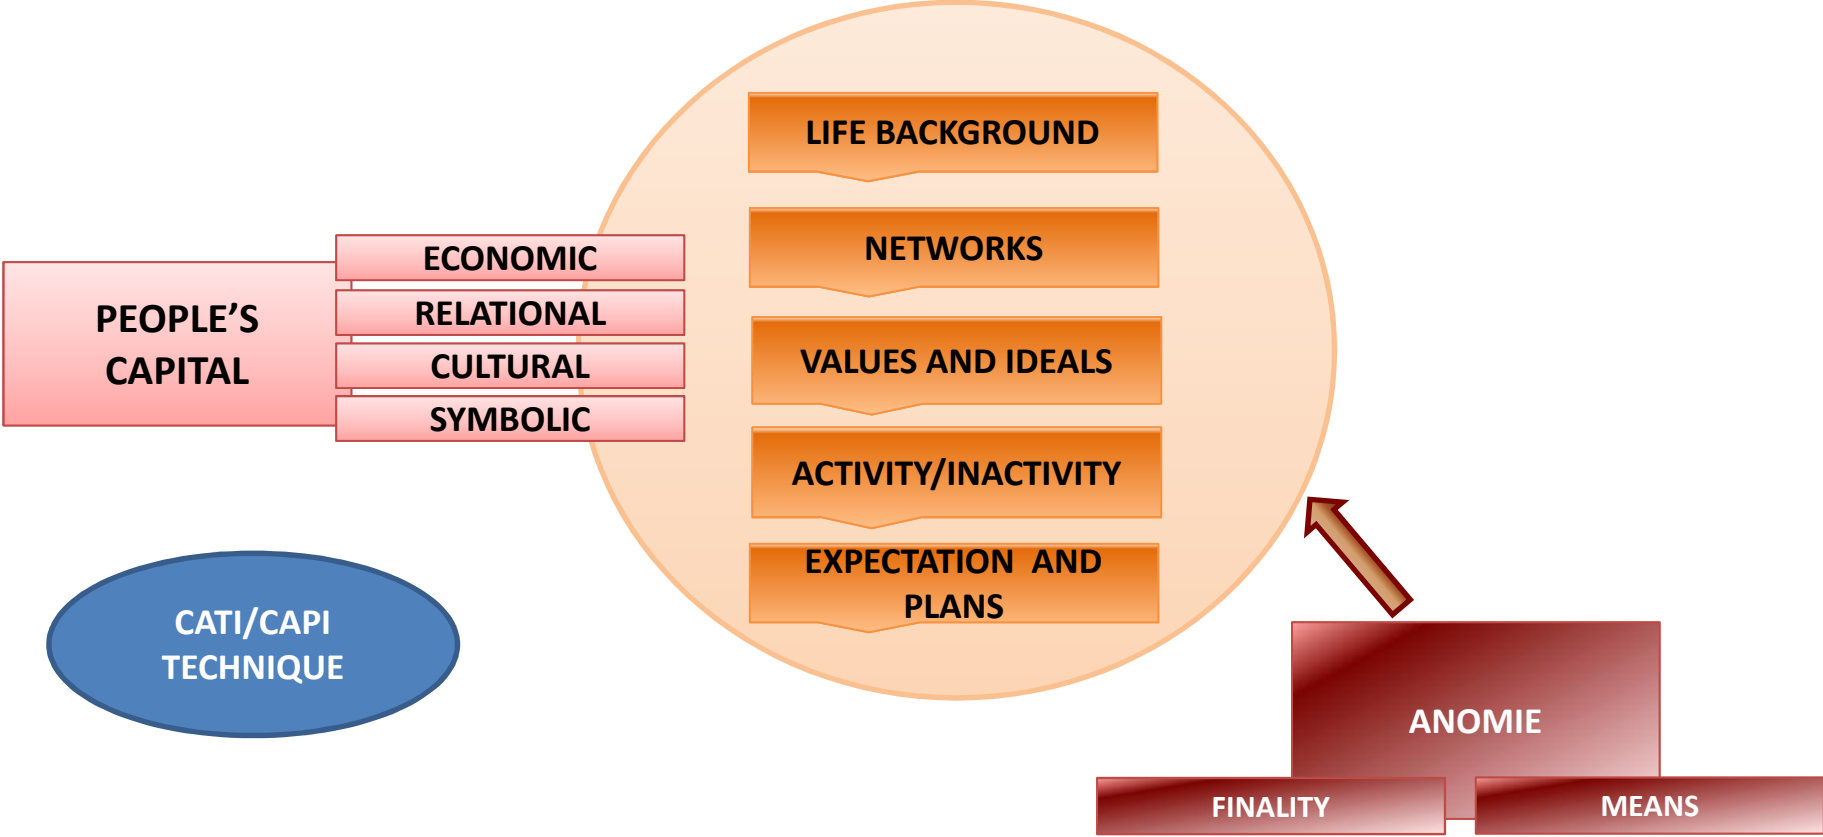 LIFE BACKGROUND
NETWORKS
VALUES AND IDEALS
ACTIVITY/INACTIVITY
EXPECTATION AND
PLANS
PEOPLE’S
CAPITAL
ECONOMIC
RELATIONAL
CULTURAL
SYMBOLIC
CATI/CAPI
TECHNIQUE
ANOMIE
FINALITY
MEANS